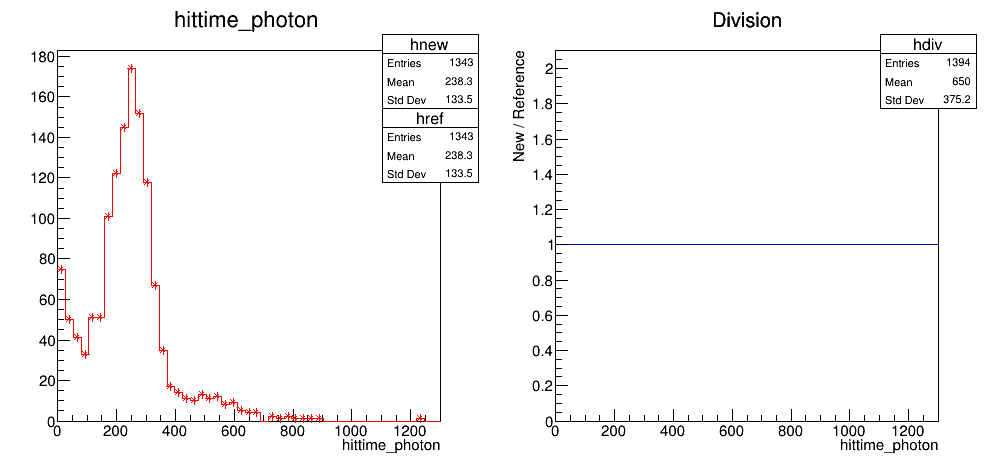 hittime_photon
hnew
Entries 1343
Mean 238.3
Std Dev 133.5
href
Entries 1343
Mean 238.3
Std Dev 133.5
180
160
140
120
100
80
60
40
20
0
0 200 400 600 800 1000 1200
hittime_photon
Division
hdiv
Entries 1394
Mean 650
Std Dev 375.2
New / Reference
2
1.8
1.6
1.4
1.2
1
0.8
0.6
0.4
0.2
0
0 200 400 600 800 1000 1200
hittime_photon